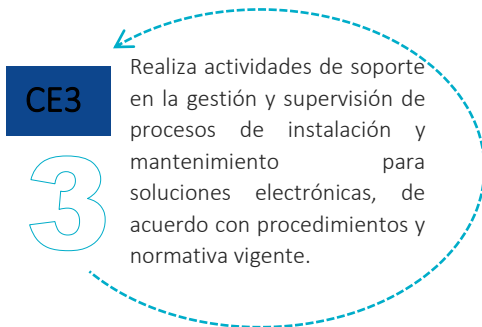 CE3
3
Realiza actividades de soporte
en la gestión y supervisión de
procesos de instalación y
mantenimiento para
soluciones electrónicas, de
acuerdo con procedimientos y
normativa vigente.